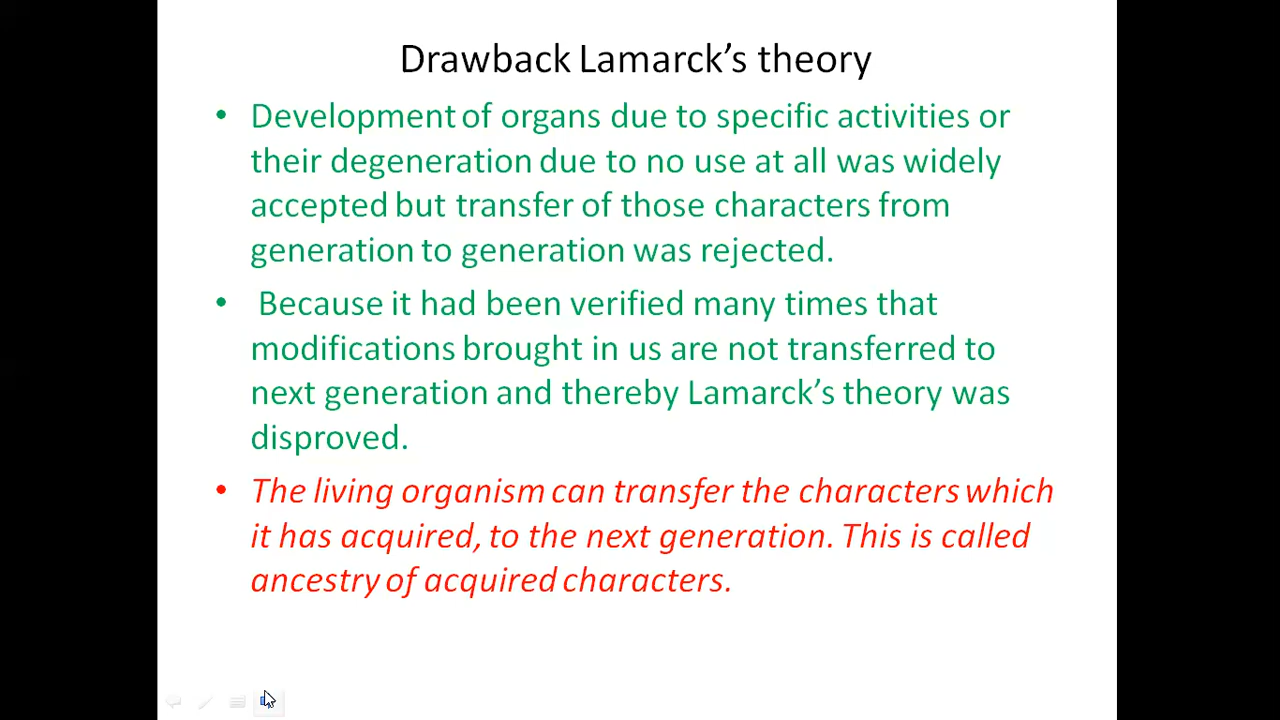 Drawback Lamarck’s theory
• Development of organs due to specific activities or
their degeneration due to no use at all was widely
accepted but transfer of those characters from
generation to generation was rejected.
• Because it had been verified many times that
modifications brought in us are not transferred to
next generation and thereby Lamarck’s theory was
disproved.
• The living organism can transfer the characters which
it has acquired, to the next generation. This is called
ancestry of acquired characters.